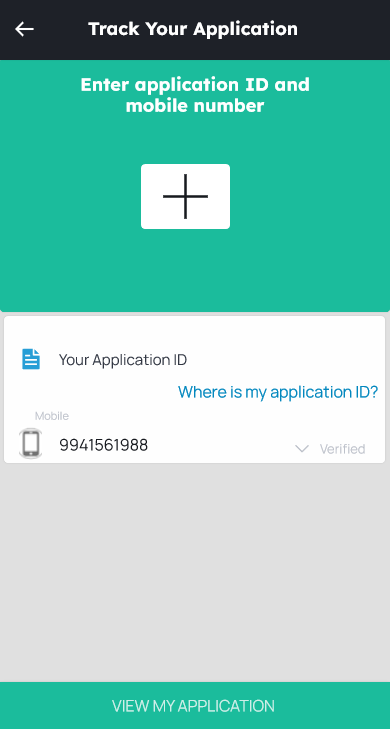 Track Your Application
Enter application ID and
mobile number
Your Application ID
Where is my application ID?
Mobile
9941561988
Verified
VIEW MY APPLICATION